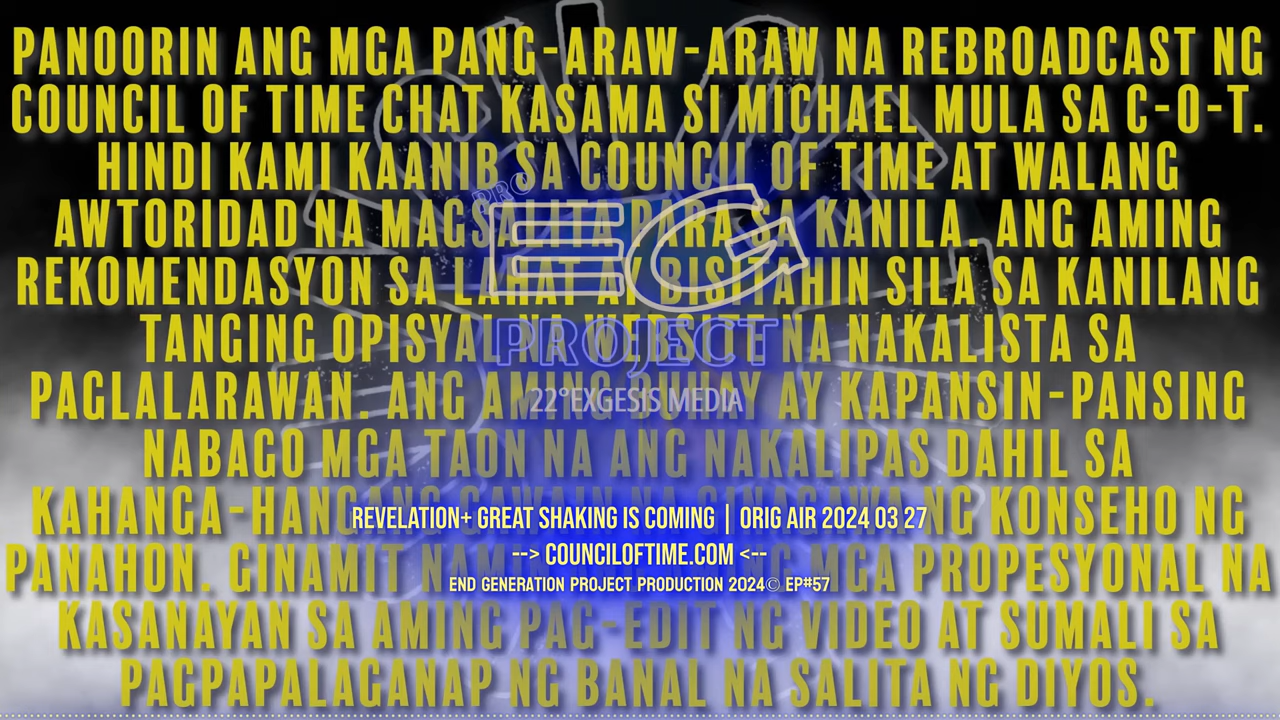 PANOORIN ANG MGA PANG-ARAW-ARAW NA REBROADCAST NG
COUNCIL OF TIME CHAT KASAMA SI MICHAEL MULA SA C-O-T.
HINDI KAMI KAANIB SA COUNCIL OF TIME AT WALANG
AWTORIDAD NA MAGSALITA PARA SA KANILA. ANG AMING
REKOMENDASYON SA LAHAT AY BISITAHIN SILA SA KANILANG
TANGING OPISYAL NA WEBSITE NA NAKALISTA SA
PAGLALARAWAN. ANG AMING BUHAY AY KAPANSIN-PANSING
NABAGO MGA TAON NA ANG NAKALIPAS DAHIL SA
KAHANGA-HANGANG GAWAIN NA GINAGAWA NG KONSEHO NG
PANAHON. GINAMIT MGA PROPESYONAL NA
KASANAYAN SA AMING PAG-EDIT NG VIDEO AT SUMALI SA
PAGPAPALAGANAP NG BANAL NA SALITA NG DIYOS.
PRO
EG
PROJECT
22°EXGESIS MEDIA
REVELATION+ GREAT SHAKING IS COMING | ORIG AIR 2024 03 27
--> COUNCILOFTIME.COM <--
END GENERATION PROJECT PRODUCTION 2024© EP#57